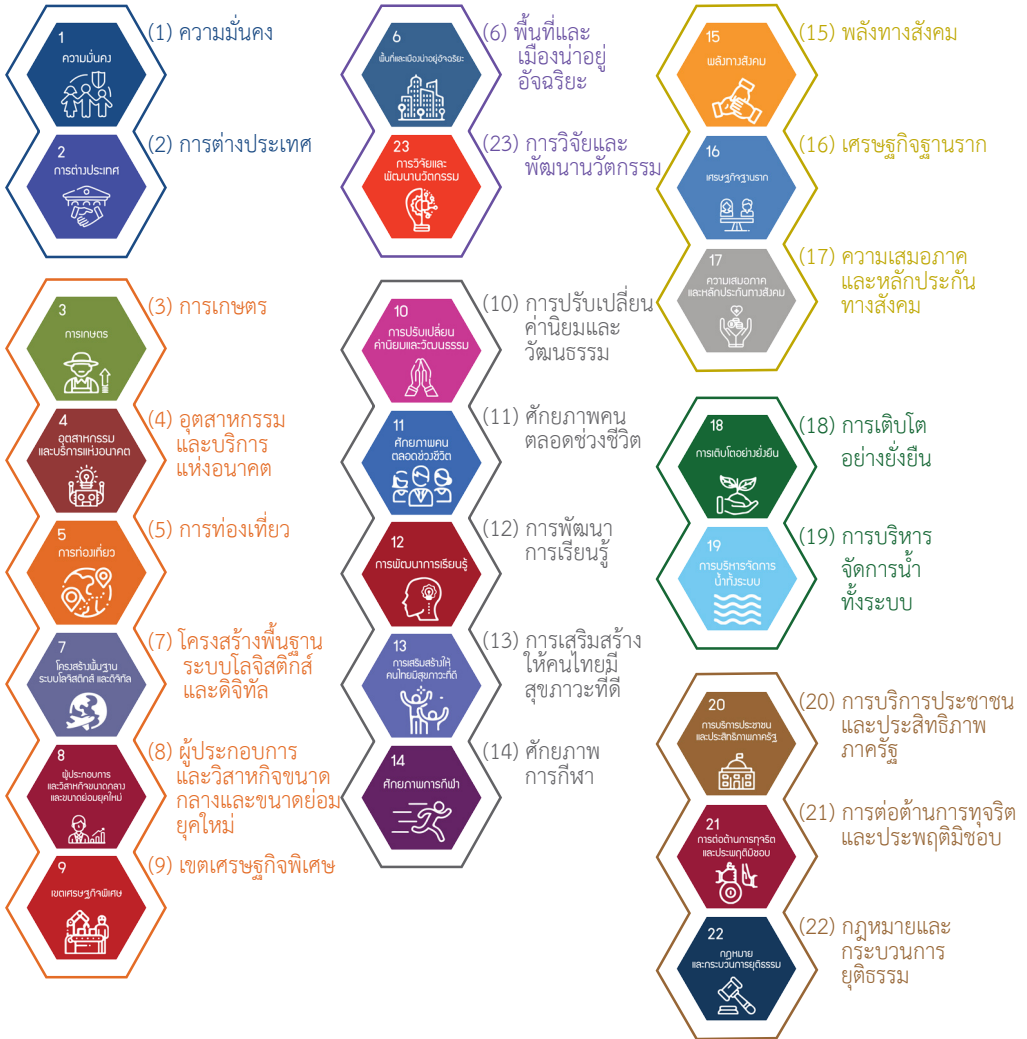 1
ความมั่นคง
(1) ความมั่นคง
2
การต่างประเทศ
(2) การต่างประเทศ
3
การเกษตร
(3) การเกษตร
4
อุตสาหกรรม
และบริการแห่งอนาคต
(4) อุตสาหกรรม
และบริการ
แห่งอนาคต
5
การท่องเที่ยว
(5) การท่องเที่ยว
7
โครงสร้างพื้นฐาน
ระบบโลจิสติกส์ และดิจิทัล
(7) โครงสร้างพื้นฐาน
ระบบโลจิสติกส์
และดิจิทัล
8
ผู้ประกอบการ
และวิสาหกิจขนาดกลาง
และขนาดย่อมยุคใหม่
(8) ผู้ประกอบการ
และวิสาหกิจขนาด
กลางและขนาดย่อม
ยุคใหม่
9
เขตเศรษฐกิจพิเศษ
(9) เขตเศรษฐกิจพิเศษ
6
พื้นที่และเมืองน่าอยู่อัจฉริยะ
(6) พื้นที่และ
เมืองน่าอยู่
อัจฉริยะ
23
การวิจัยและ
พัฒนานวัตกรรม
(23) การวิจัยและ
พัฒนานวัตกรรม
10
การปรับเปลี่ยน
ค่านิยมและวัฒนธรรม
(10) การปรับเปลี่ยน
ค่านิยมและ
วัฒนธรรม
11
ศักยภาพคน
ตลอดช่วงชีวิต
(11) ศักยภาพคน
ตลอดช่วงชีวิต
12
การพัฒนาการเรียนรู้
(12) การพัฒนา
การเรียนรู้
13
การเสริมสร้างให้
คนไทยมีสุขภาวะที่ดี
(13) การเสริมสร้าง
ให้คนไทยมี
สุขภาวะที่ดี
14
ศักยภาพการกีฬา
(14) ศักยภาพ
การกีฬา
15
พลังทางสังคม
(15) พลังทางสังคม
16
เศรษฐกิจฐานราก
(16) เศรษฐกิจฐานราก
17
ความเสมอภาค
และหลักประกันทางสังคม
(17) ความเสมอภาค
และหลักประกัน
ทางสังคม
18
การเติบโตอย่างยั่งยืน
(18) การเติบโต
อย่างยั่งยืน
19
การบริหารจัดการ
น้ำทั้งระบบ
(19) การบริหาร
จัดการน้ำ
ทั้งระบบ
20
การบริการประชาชน
และประสิทธิภาพภาครัฐ
(20) การบริการประชาชน
และประสิทธิภาพ
ภาครัฐ
21
การต่อต้านการทุจริต
และประพฤติมิชอบ
(21) การต่อต้านการทุจริต
และประพฤติมิชอบ
22
กฎหมาย
และกระบวนการยุติธรรม
(22) กฎหมายและ
กระบวนการ
ยุติธรรม